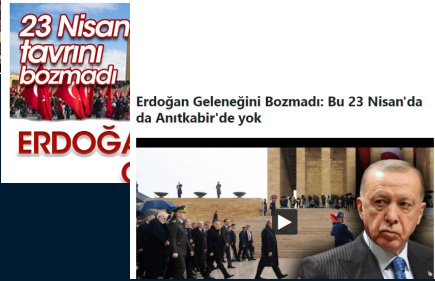 23 Nisan
tavrını
bozmadı
ERDOĞA
Erdoğan Geleneğini Bozmadı: Bu 23 Nisan'da
da Anıtkabir'de yok